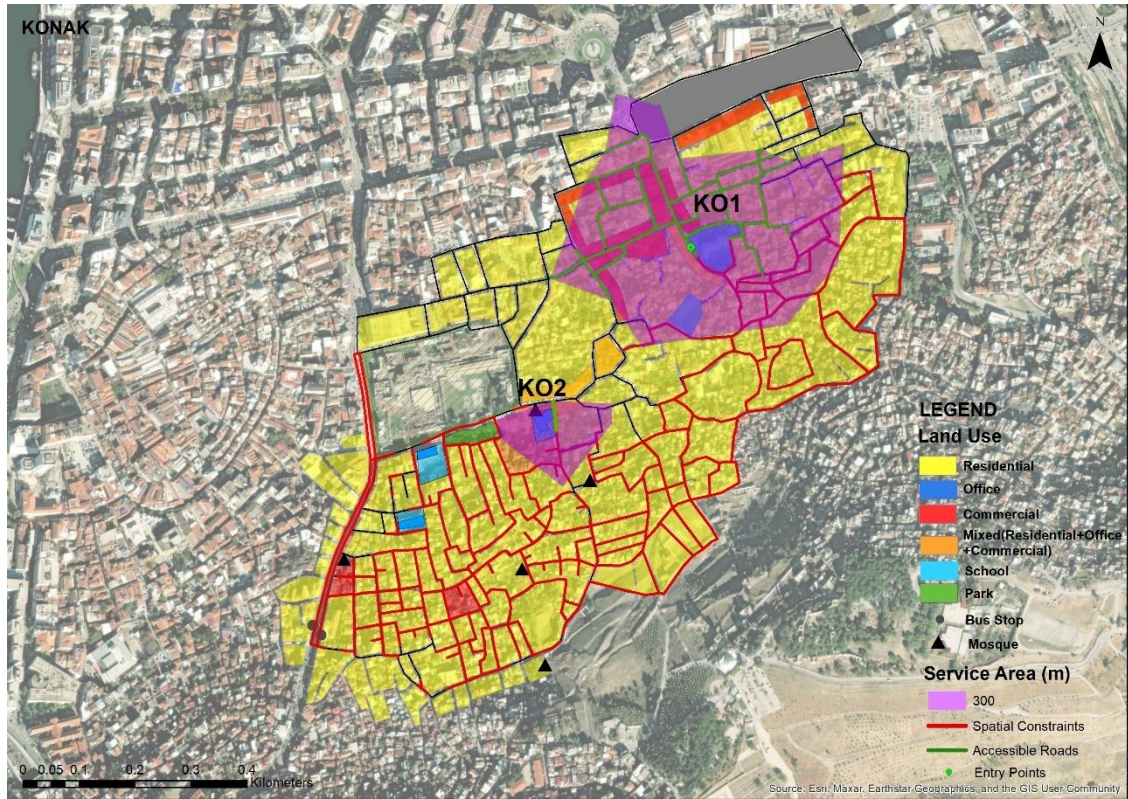 KONAK
N
KO1
KO2
LEGEND
Land Use
Residential
Office
Commercial
Mixed(Residential+Office
+Commercial)
School
Park
Bus Stop
Mosque
Service Area (m)
300
Spatial Constraints
Accessible Roads
Entry Points
0 0.05 0.1 0.2 0.3 0.4
Kilometers
Source: Esri, Maxar, Earthstar Geographics, and the GIS User Community